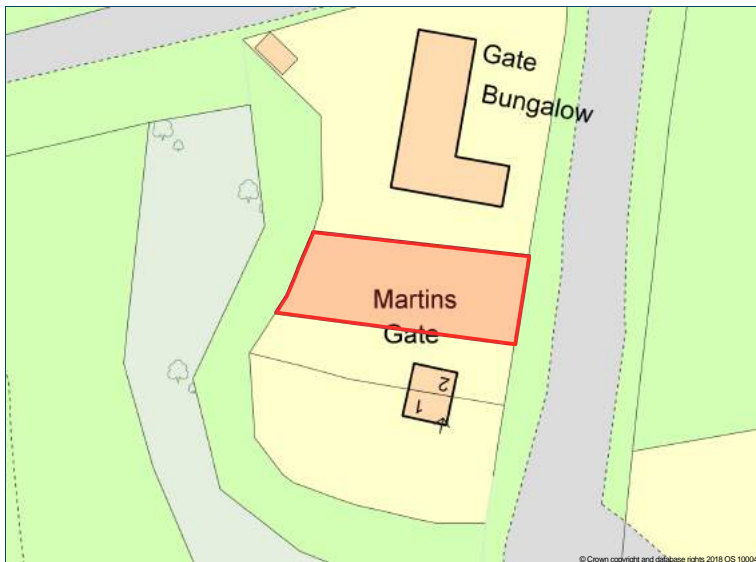 Gate
Bungalow
Martins
Gate
2
1
© Crown copyright and database rights 2018 OS 10004